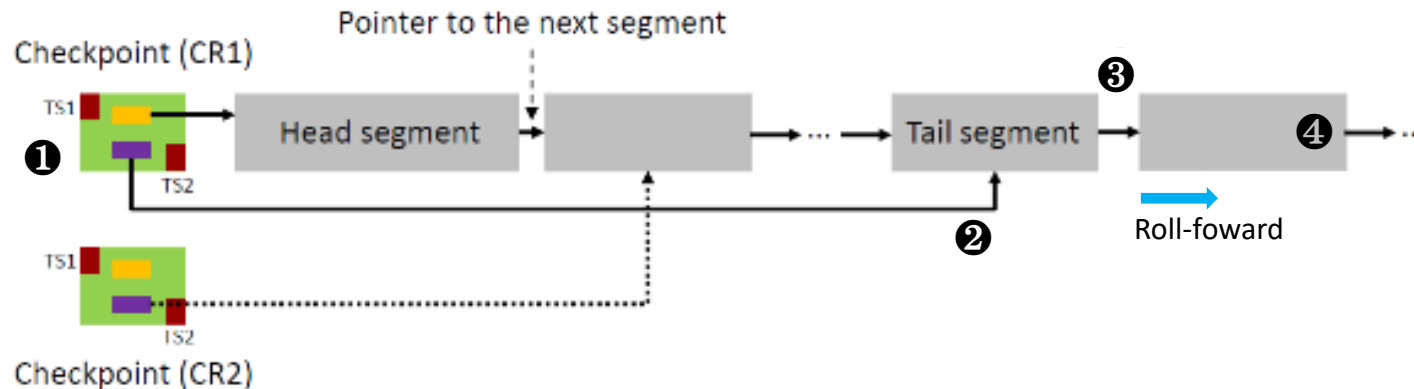 Pointer to the next segment
Checkpoint (CR1)
TS1
❶
TS2
Head segment
...
Tail segment
❷
❸
❹
..
Roll-foward
TS1
TS2
Checkpoint (CR2)